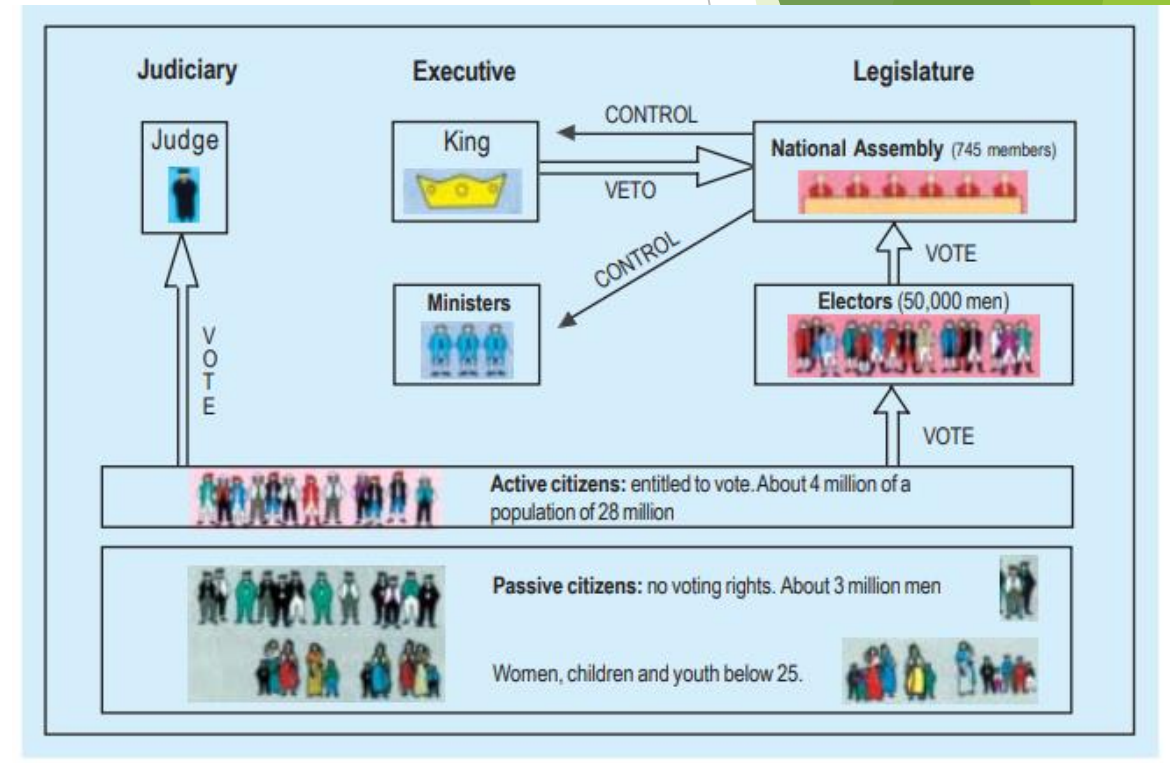 Judiciary
Executive
Legislature
Judge
King
CONTROL
VETO
National Assembly (745 members)
CONTROL
VOTE
Ministers
Electors (50,000 men)
VOTE
VOTE
Active citizens: entitled to vote.About 4 million of a
population of 28 million
Passive citizens: no voting rights. About 3 million men
Women, children and youth below 25.